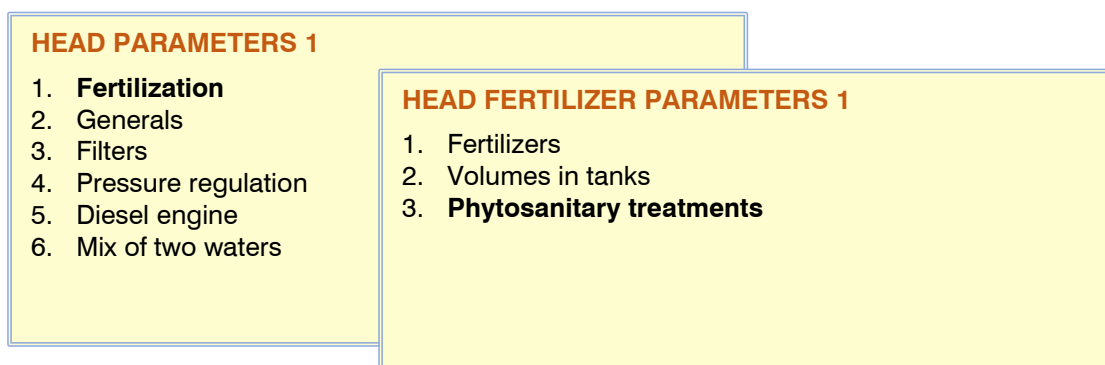 HEAD PARAMETERS 1
1. Fertilization
2. Generals
3. Filters
4. Pressure regulation
5. Diesel engine
6. Mix of two waters
HEAD FERTILIZER PARAMETERS 1
1. Fertilizers
2. Volumes in tanks
3. Phytosanitary treatments